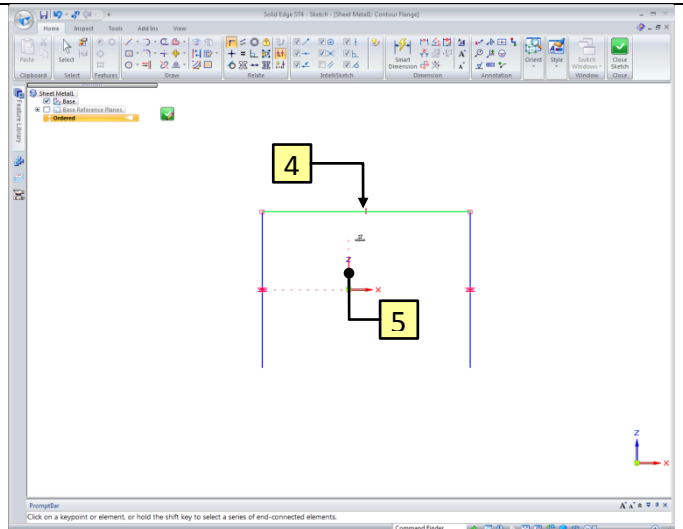 Solid Edge ST4 - Sketch - [Sheet Metal1: Contour Flange]
Home Inspect Tools Add Ins View
Paste
Select
Smart
Dimension
Orient
Style
Switch
Windows
Close
Sketch
Clipboard Select Features Draw Relate IntelliSketch Dimension Annotation Window Close
Feature Library
Sheet Metal1
Base
Base Reference Planes
Ordered
4
Z
X
5
Z
X
PromptBar
Click on a keypoint or element, or hold the shift key to select a series of end-connected elements.
Command Finder